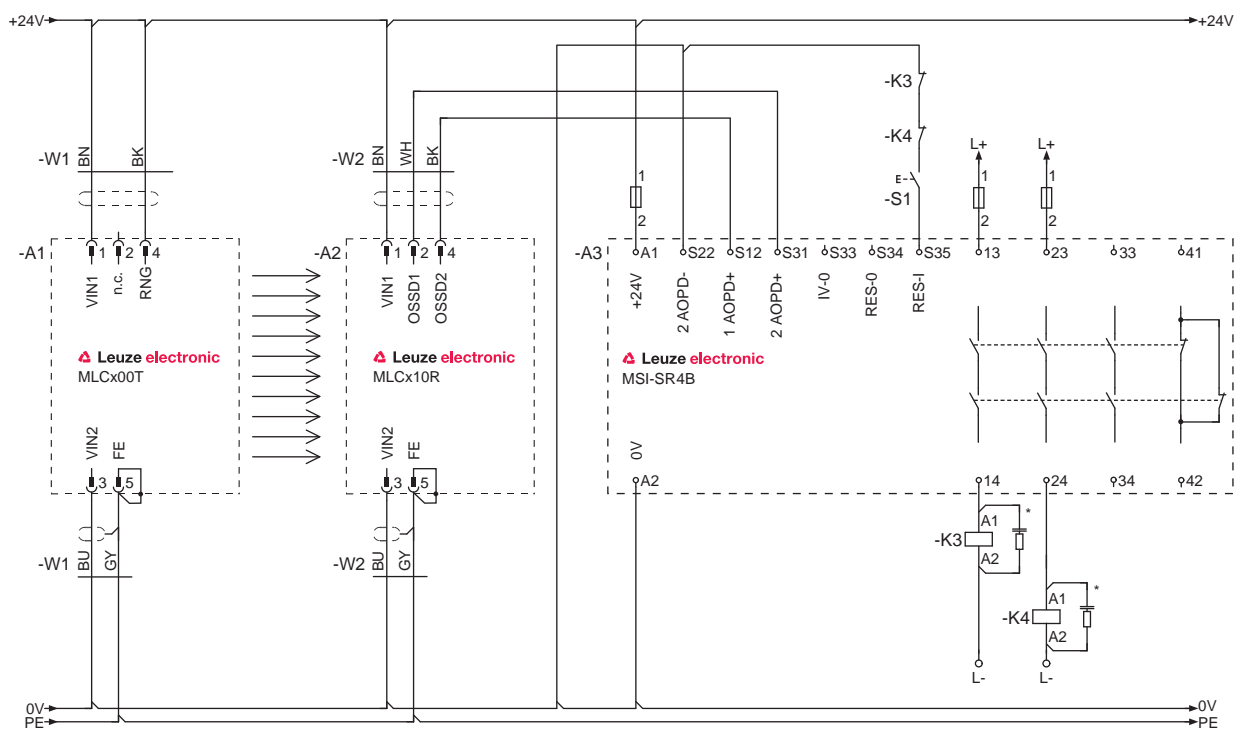 +24V +24V
-K3
-K4
L+ L+
-W1 BN BK -W2 BN WH BK
E
-S1
1 1 1
2 2 2
-A1 1 2 4 -A2 1 2 4 -A3 A1 S22 S12 S31 S33 S34 S35 13 23 33 41
VIN1 n.c. RNG VIN1 OSSD1 OSSD2 +24V 2 AOPD- 1 AOPD+ 2 AOPD+ IV-0 RES-0 RES-I
Leuze electronic Leuze electronic Leuze electronic
MLCx00T MLCx10R MSI-SR4B
VIN2 FE VIN2 FE 0V
3 5 3 5 A2 14 24 34 42
-K3 A1 *
A2
-W1 BU GY -W2 BU GY
-K4 A1 *
A2
L- L-
0V 0V
PE PE